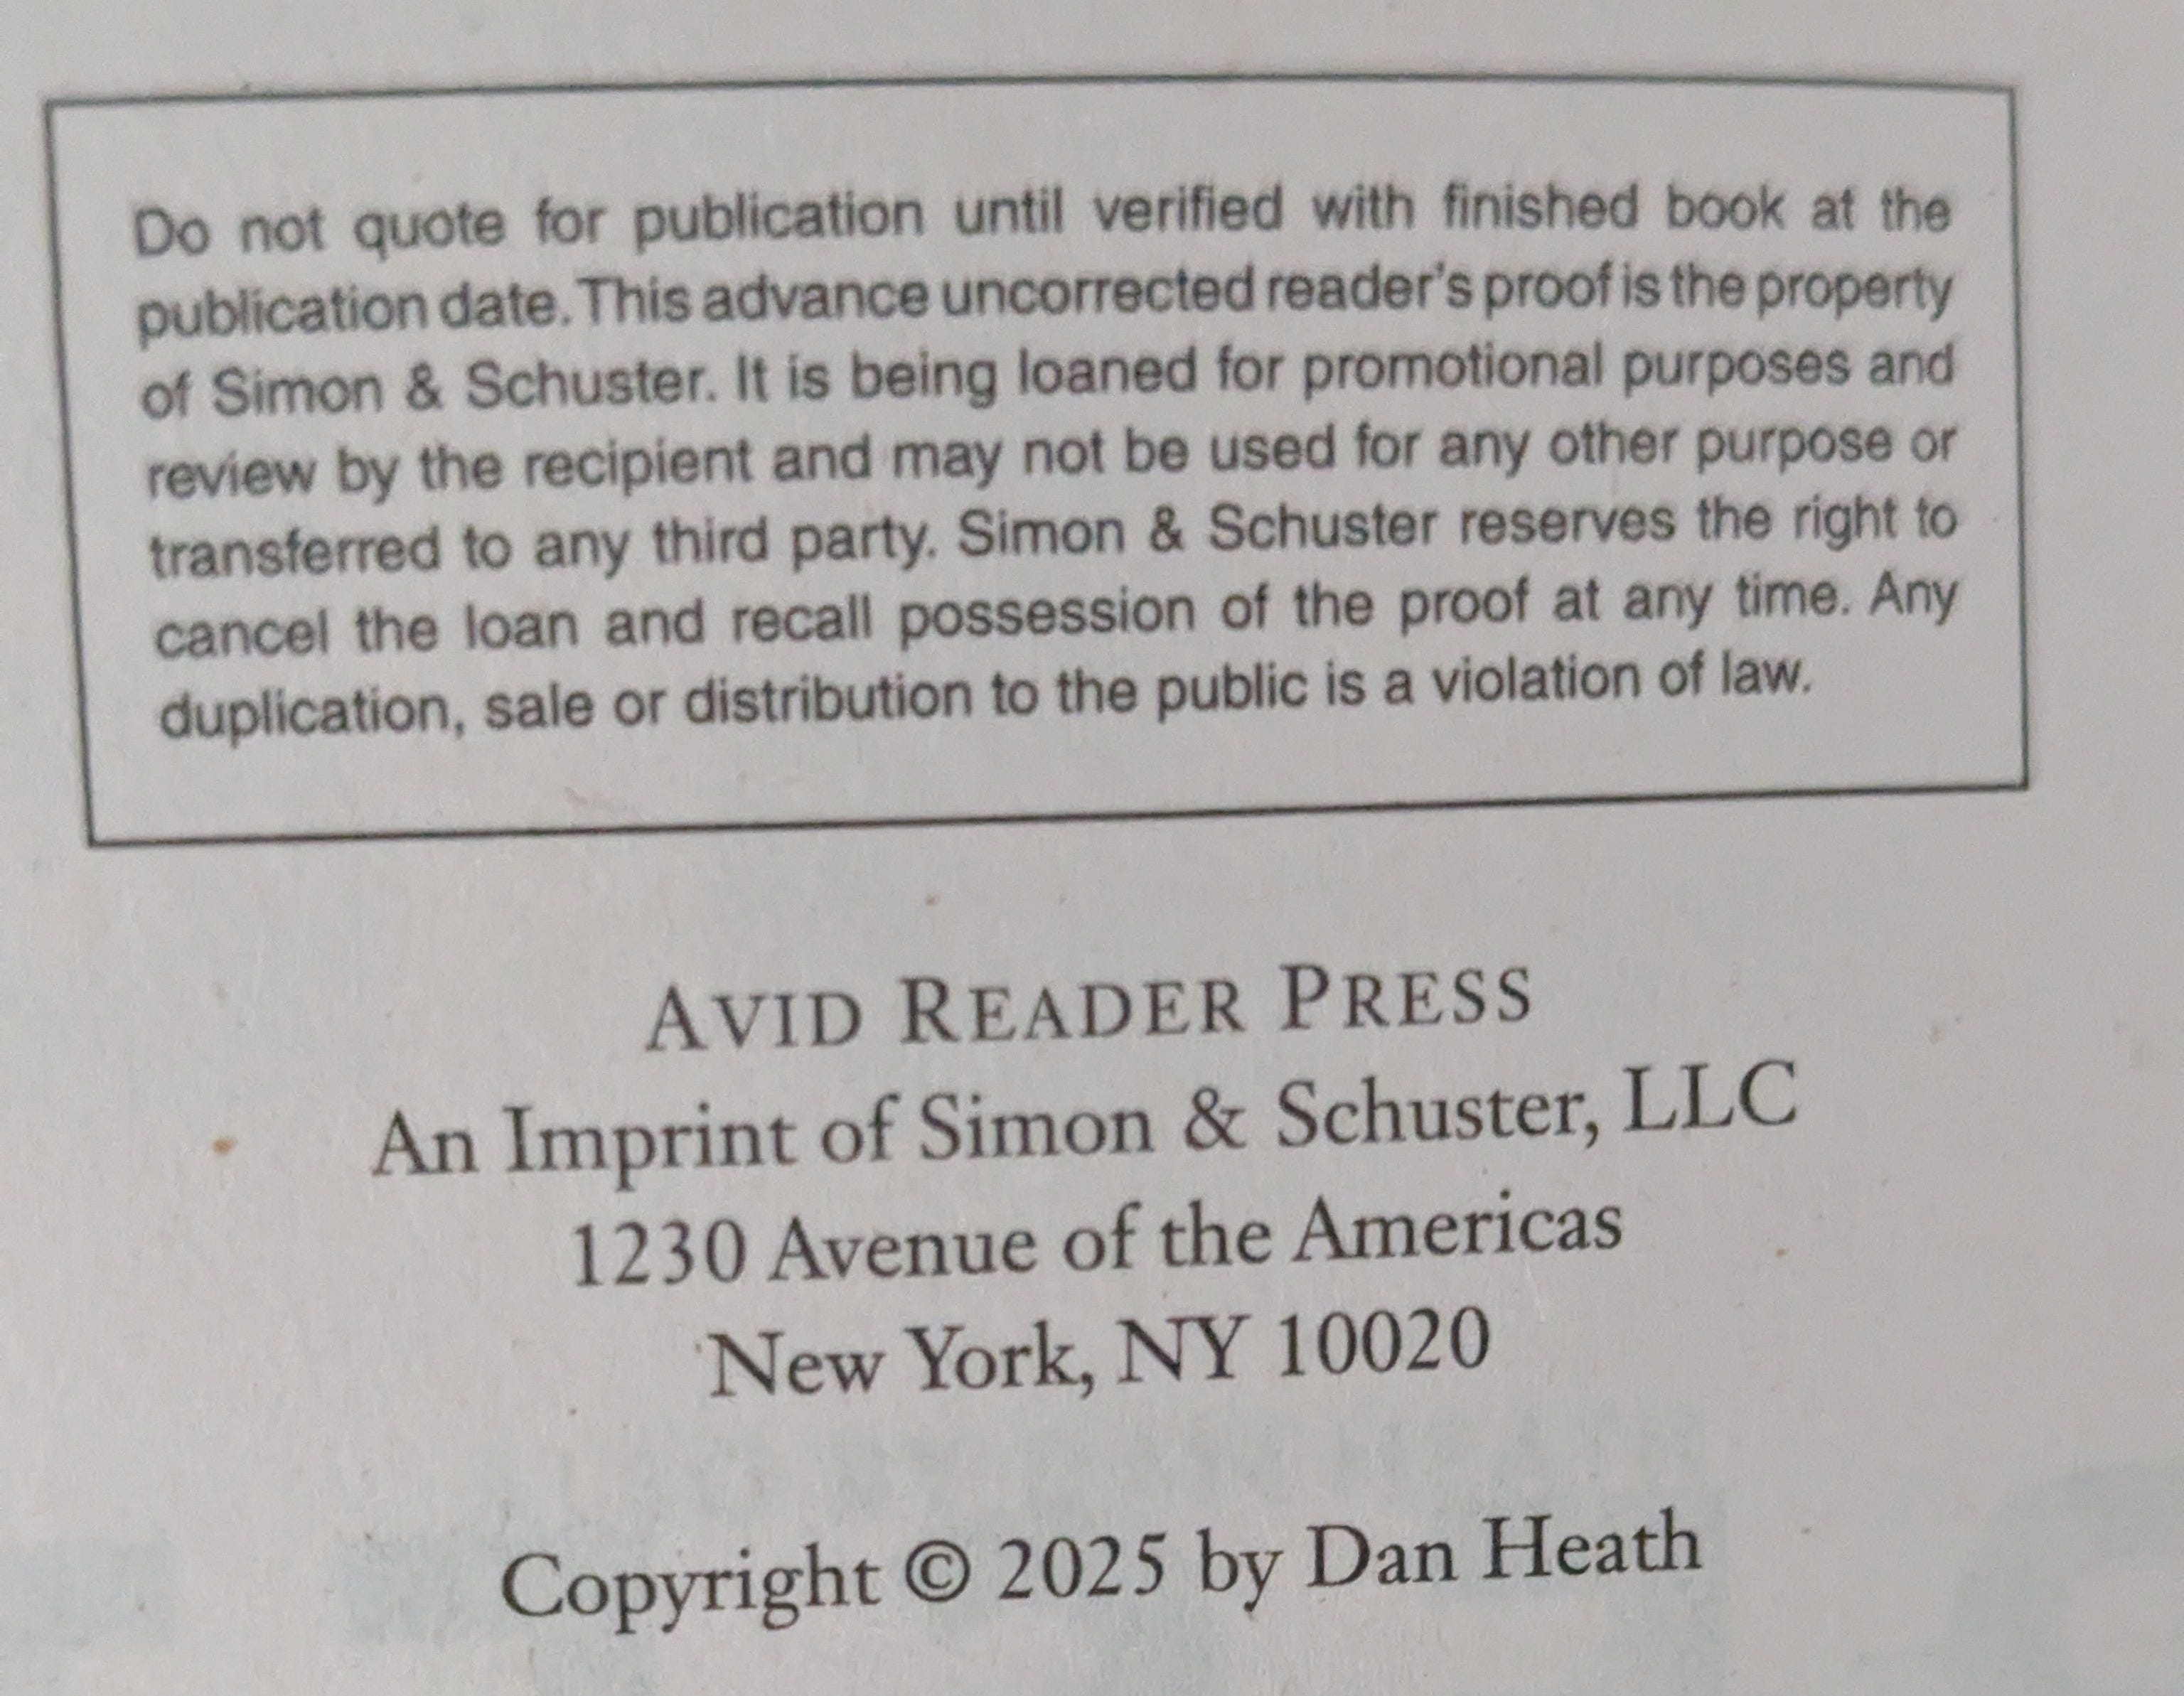 Do not quote for publication until verified with finished book at the
publication date. This advance uncorrected reader's proof is the property
of Simon & Schuster. It is being loaned for promotional purposes and
review by the recipient and may not be used for any other purpose or
transferred to any third party. Simon & Schuster reserves the right to
cancel the loan and recall possession of the proof at any time. Any
duplication, sale or distribution to the public is a violation of law.
AVID READER PRESS
An Imprint of Simon & Schuster, LLC
1230 Avenue of the Americas
New York, NY 10020
Copyright © 2025 by Dan Heath